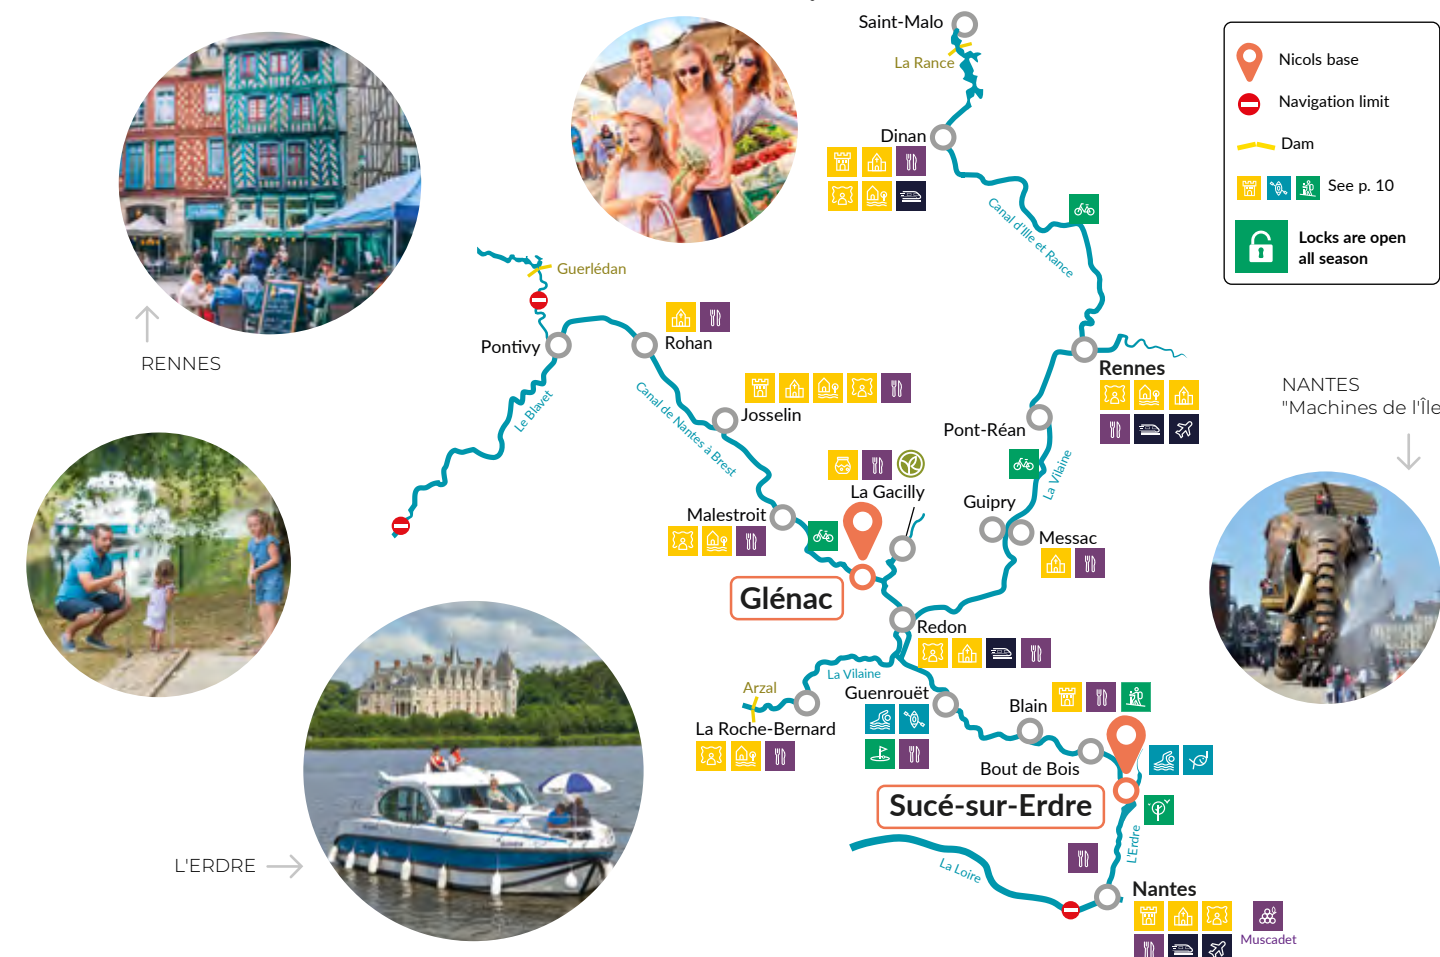 Saint-Malo
La Rance
Dinan
Canal d'Ille et Rance
Nicols base
Navigation limit
Dam
See p. 10
Locks are open
all season
Guerlédan
Pontivy
Rohan
RENNES
Le Blavet
Canal de Nantes à Brest
Josselin
Rennes
NANTES
"Machines de l'Île
Pont-Réan
La Vilaine
La Gacilly
Guipry
Malestroit
Messac
Glénac
Redon
La Vilaine
Arzal
Guenrouët
La Roche-Bernard
Blain
Bout de Bois
Sucé-sur-Erdre
L'Erdre
L'ERDRE
La Loire
Nantes
Muscadet